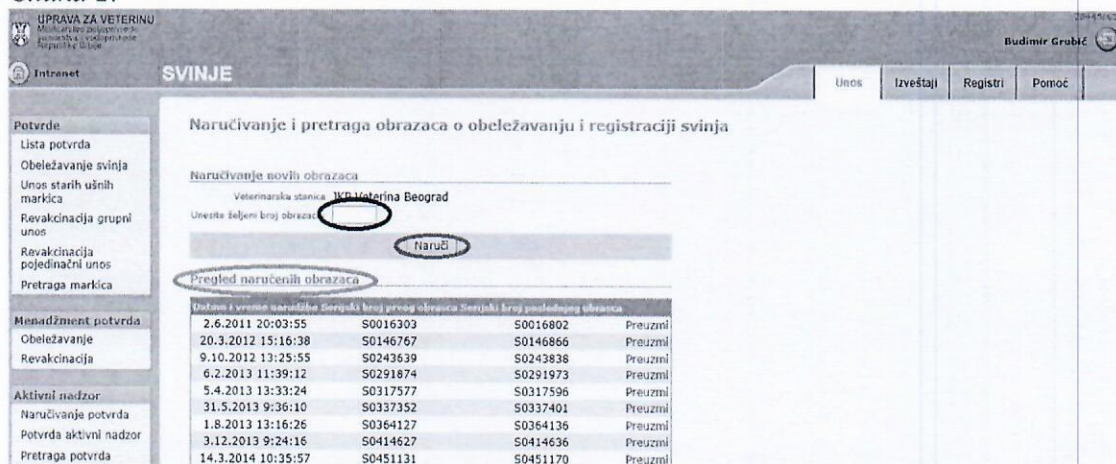 UPRAVA ZA VETERINU
Budimir Grubić
Intranet
SVINJE
Unos
Izveštaji
Registri
Pomoć
Potvrde
Lista potvrda
Obeležavanje svinja
Unos starih ušnih
markica
Revakcinacija grupni
unos
Revakcinacija
pojedinačni unos
Pretraga markica
Menadžment potvrda
Obeležavanje
Revakcinacija
Aktivni nadzor
Naručivanje potvrda
Potvrda aktivni nadzor
Pretraga potvrda
Naručivanje i pretraga obrazaca o obeležavanju i registraciji svinja
Naručivanje novih obrazaca
Veterinarska stanica JKP Veterina Beograd
Unesite željeni broj obrazaca
Naruči
Pregled naručenih obrazaca
Datum i vreme narudžbe Serijski broj prvog obrasca Serijski broj poslednjeg obrasca
2.6.2011 20:03:55 S0016303 S0016802 Preuzmi
20.3.2012 15:16:38 S0146767 S0146866 Preuzmi
9.10.2012 13:25:55 S0243639 S0243838 Preuzmi
6.2.2013 11:39:12 S0291874 S0291973 Preuzmi
5.4.2013 13:33:24 S0317577 S0317596 Preuzmi
31.5.2013 9:36:10 S0337352 S0337401 Preuzmi
1.8.2013 13:16:26 S0364127 S0364136 Preuzmi
3.12.2013 9:24:16 S0414627 S0414636 Preuzmi
14.3.2014 10:35:57 S0451131 S0451170 Preuzmi